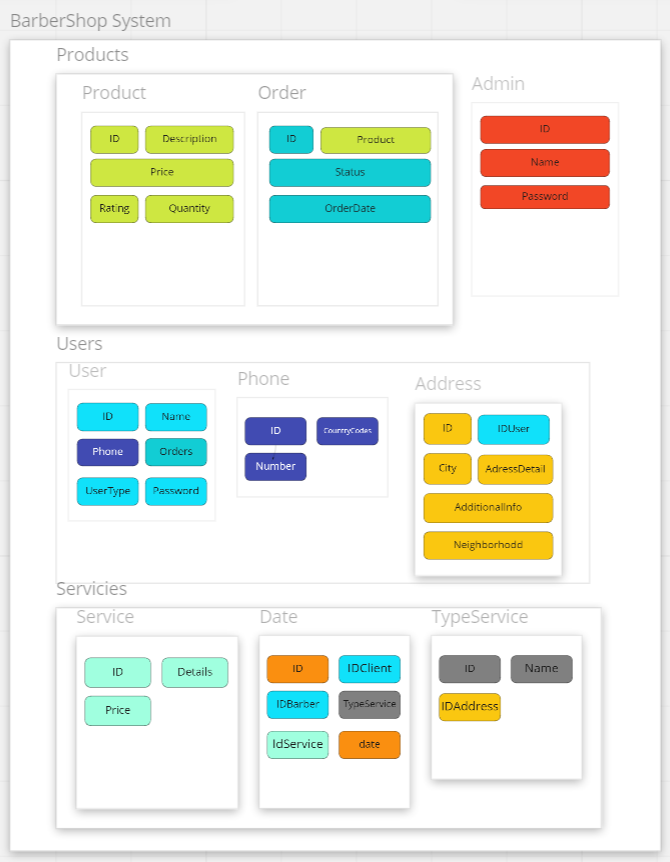 BarberShop System
Products
Product
Order
Admin
ID
Description
Price
Rating
Quantity
ID
Product
Status
OrderDate
ID
Name
Password
Users
User
Phone
Address
ID
Name
Phone
Orders
UserType
Password
ID
CountryCodes
Number
ID
IDUser
City
AdressDetail
AdditionalInfo
Neighborhodd
Servicies
Service
Date
TypeService
ID
Details
Price
ID
IDClient
IDBarber
TypeService
IdService
date
ID
Name
IDAddress